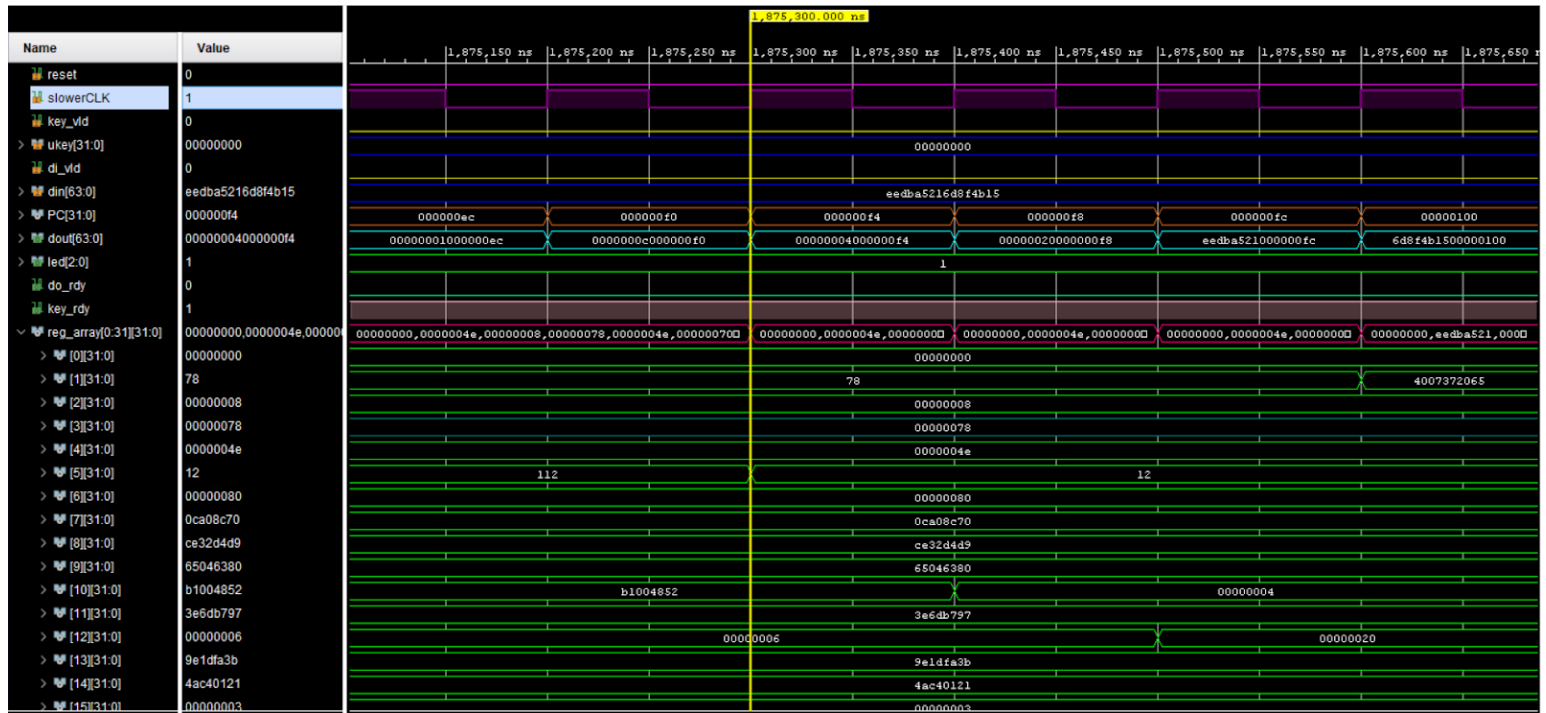 1,875,300.000 ns
Name Value
1,875,150 ns 1,875,200 ns 1,875,250 ns 1,875,300 ns 1,875,350 ns 1,875,400 ns 1,875,450 ns 1,875,500 ns 1,875,550 ns 1,875,600 ns 1,875,650
reset 0
slowerCLK 1
key_vld 0
ukey[31:0] 00000000 00000000
di_vld 0
din[63:0] eedba5216d8f4b15 eedba5216d8f4b15
PC[31:0] 000000f4 000000ec 000000f0 000000f4 000000f8 000000fc 00000100
dout[63:0] 00000004000000f4 00000001000000ec 0000000c000000f0 00000004000000f4 00000020000000f8 eedba521000000fc 6d8f4b1500000100
led[2:0] 1 1
do_rdy 0
key_rdy 1
reg_array[0:31][31:0] 00000000,0000004e,00000 00000000,0000004e,00000008,00000078,0000004e,00000070 00000000,0000004e,0000000 00000000,0000004e,0000000 00000000,0000004e,0000000 00000000,eedba521,000
[0][31:0] 00000000 00000000
[1][31:0] 78 78 4007372065
[2][31:0] 00000008 00000008
[3][31:0] 00000078 00000078
[4][31:0] 0000004e 0000004e
[5][31:0] 12 112 12
[6][31:0] 00000080 00000080
[7][31:0] 0ca08c70 0ca08c70
[8][31:0] ce32d4d9 ce32d4d9
[9][31:0] 65046380 65046380
[10][31:0] b1004852 b1004852 00000004
[11][31:0] 3e6db797 3e6db797
[12][31:0] 00000006 00000006 00000020
[13][31:0] 9e1dfa3b 9e1dfa3b
[14][31:0] 4ac40121 4ac40121
[15][31:0] 00000003 00000003